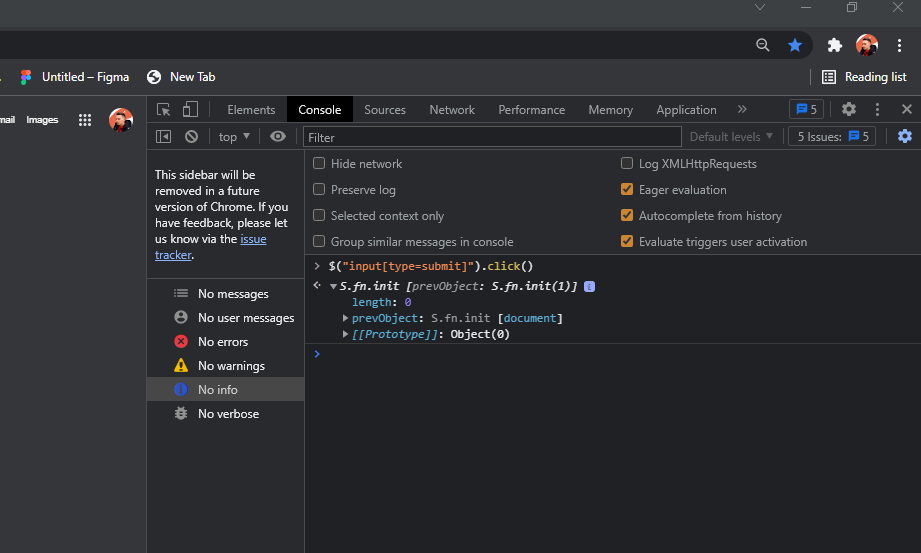 Untitled – Figma
New Tab
Reading list
Images
Elements
Console
Sources
Network
Performance
Memory
Application
5
top
Filter
Default levels
5 Issues:
5
This sidebar will be
removed in a future
version of Chrome. If you
have feedback, please let
us know via the issue
tracker.
No messages
No user messages
No errors
No warnings
No info
No verbose
Hide network
Log XMLHttpRequests
Preserve log
Eager evaluation
Selected context only
Autocomplete from history
Group similar messages in console
Evaluate triggers user activation
$("input[type=submit]").click()
S.fn.init [prevObject: S.fn.init(1)]
length: 0
prevObject: S.fn.init [document]
[[Prototype]]: Object(0)